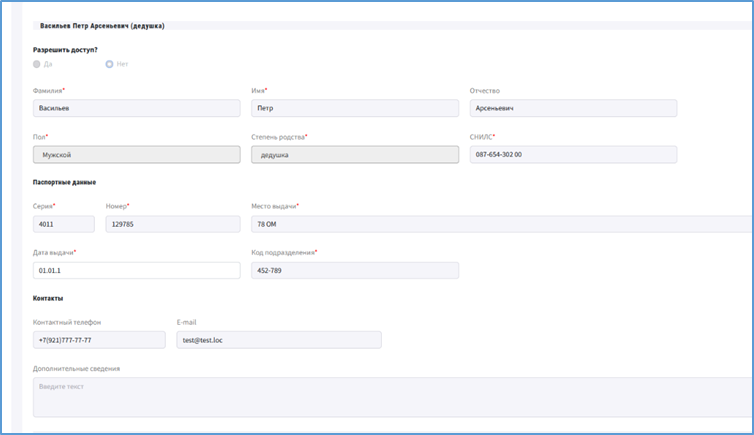 Васильев Петр Арсеньевич (дедушка)
Разрешить доступ?
Да Нет
Фамилия* Имя* Отчество
Васильев Петр Арсеньевич
Пол* Степень родства* СНИЛС*
Мужской дедушка 087-654-302 00
Паспортные данные
Серия* Номер* Место выдачи*
4011 129785 78 ОМ
Дата выдачи* Код подразделения*
01.01.1 452-789
Контакты
Контактный телефон E-mail
+7(921)777-77-77 test@test.loc
Дополнительные сведения
Введите текст